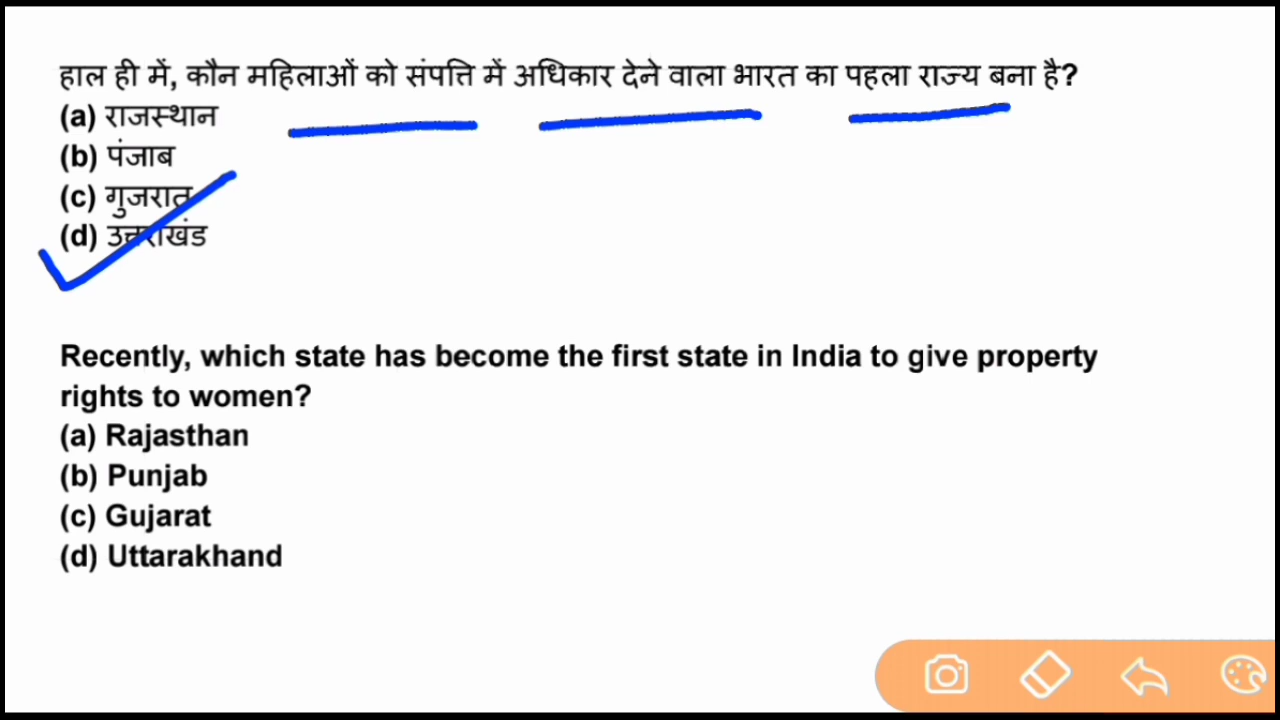 हाल ही में, कौन महिलाओं को संपत्ति में अधिकार देने वाला भारत का पहला राज्य बना है?
(a) राजस्थान
(b) पंजाब
(c) गुजरात
(d) उत्तराखंड
Recently, which state has become the first state in India to give property
rights to women?
(a) Rajasthan
(b) Punjab
(c) Gujarat
(d) Uttarakhand